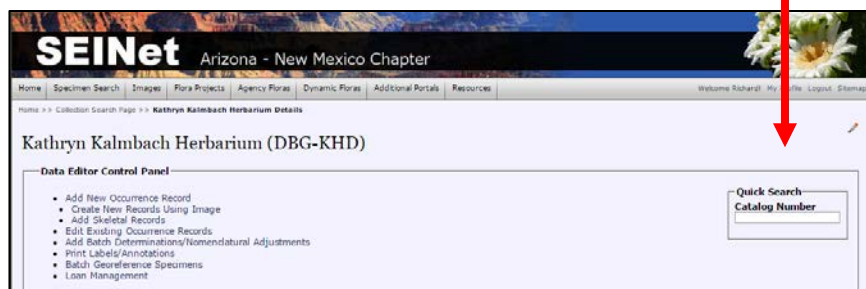 SEINet Arizona - New Mexico Chapter
Home Specimen Search Images Flora Projects Agency Floras Dynamic Floras Additional Portals Resources Welcome Richard! My Profile Logout Sitemap
Home >> Collection Search Page >> Kathryn Kalmbach Herbarium Details
Kathryn Kalmbach Herbarium (DBG-KHD)
Data Editor Control Panel
Add New Occurrence Record
Create New Records Using Image
Add Skeletal Records
Edit Existing Occurrence Records
Add Batch Determinations/Nomenclatural Adjustments
Print Labels/Annotations
Batch Georeference Specimens
Loan Management
Quick Search
Catalog Number